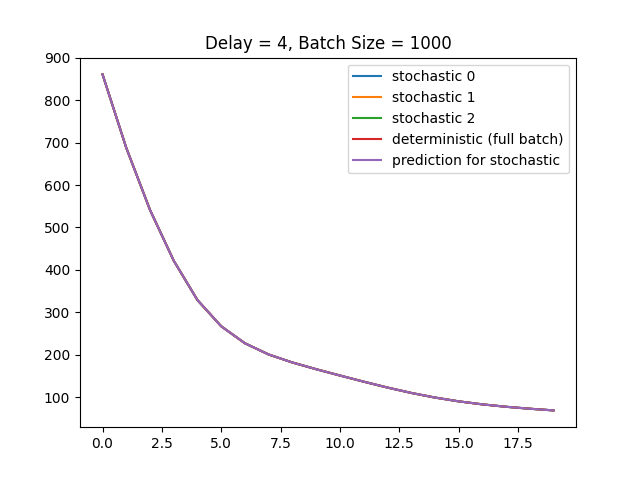 Delay = 4, Batch Size = 1000
900
800
700
600
500
400
300
200
100
stochastic 0
stochastic 1
stochastic 2
deterministic (full batch)
prediction for stochastic
0.0 2.5 5.0 7.5 10.0 12.5 15.0 17.5